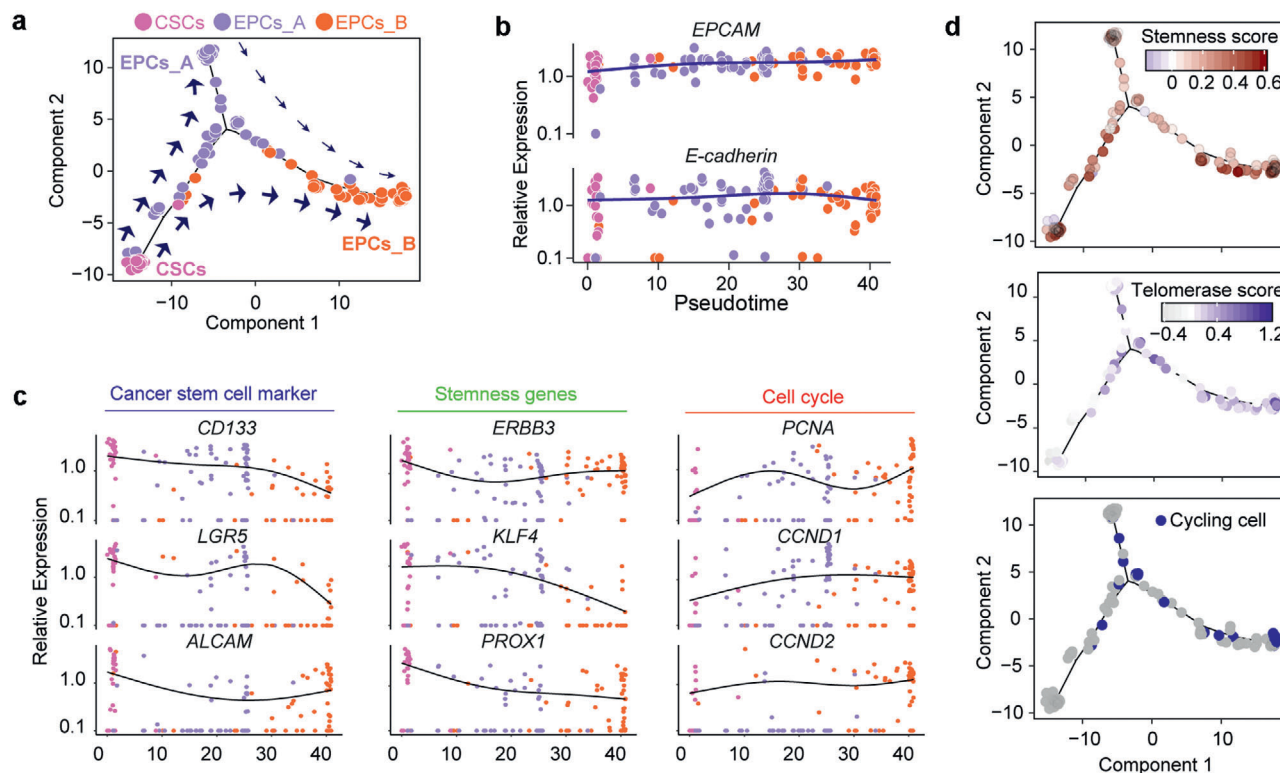 a
CSCs EPCs_A EPCs_B
EPCs_A
EPCs_B
CSCs
Component 2
10
5
0
−5
−10
−10 0 10
Component 1
b
EPCAM
1.0
0.1
E-cadherin
1.0
0.1
Relative Expression
0 10 20 30 40
Pseudotime
c
Cancer stem cell marker
Stemness genes
Cell cycle
Relative Expression
CD133
ERBB3
PCNA
1.0
0.1
LGR5
KLF4
CCND1
1.0
0.1
ALCAM
PROX1
CCND2
1.0
0.1
0 10 20 30 40
0 10 20 30 40
0 10 20 30 40
d
Stemness score
0 0.2 0.4 0.6
Component 2
10
5
0
−5
−10
Telomerase score
−0.4 0.4 1.2
Component 2
10
5
0
−5
−10
Cycling cell
Component 2
10
5
0
−5
−10
−10 0 10
Component 1